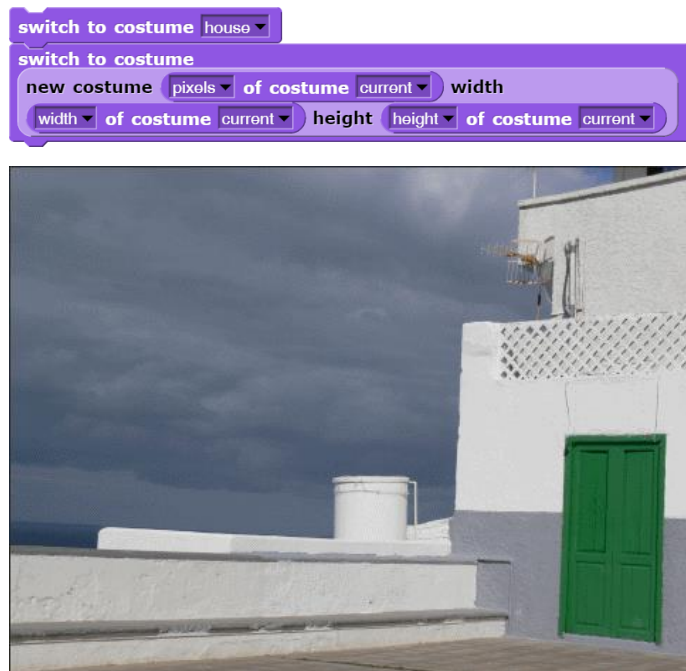 switch to costume house
switch to costume
new costume pixels of costume current width
width of costume current height height of costume current